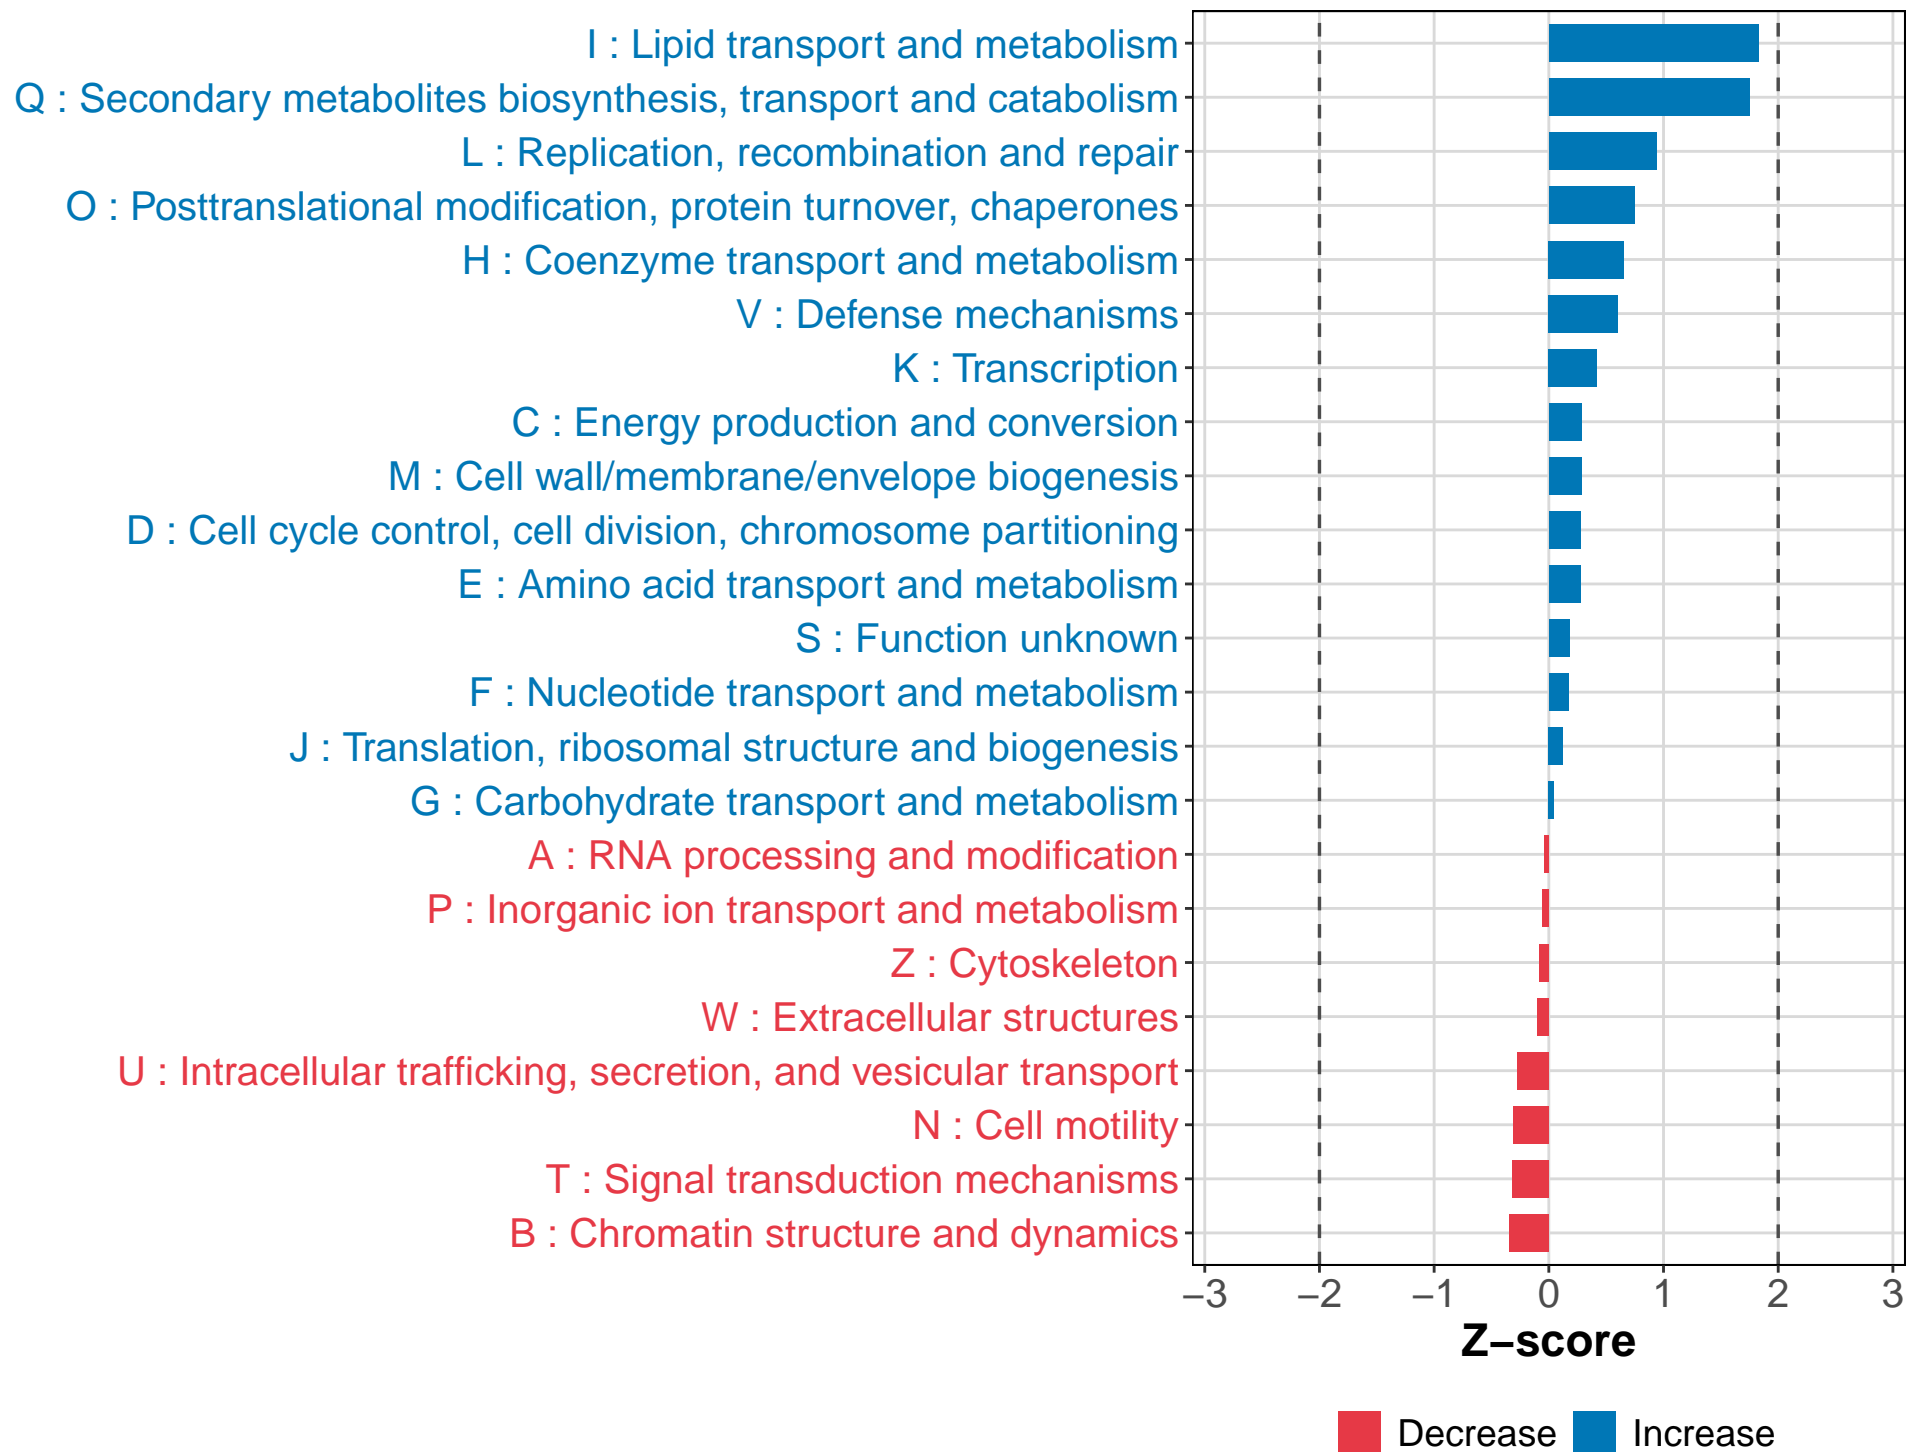 I : Lipid transport and metabolism
Q : Secondary metabolites biosynthesis, transport and catabolism
L : Replication, recombination and repair
O : Posttranslational modification, protein turnover, chaperones
H : Coenzyme transport and metabolism
V : Defense mechanisms
K : Transcription
C : Energy production and conversion
M : Cell wall/membrane/envelope biogenesis
D : Cell cycle control, cell division, chromosome partitioning
E : Amino acid transport and metabolism
S : Function unknown
F : Nucleotide transport and metabolism
J : Translation, ribosomal structure and biogenesis
G : Carbohydrate transport and metabolism
A : RNA processing and modification
P : Inorganic ion transport and metabolism
Z : Cytoskeleton
W : Extracellular structures
U : Intracellular trafficking, secretion, and vesicular transport
N : Cell motility
T : Signal transduction mechanisms
B : Chromatin structure and dynamics
−3 −2 −1 0 1 2 3
Z−score
Decrease Increase